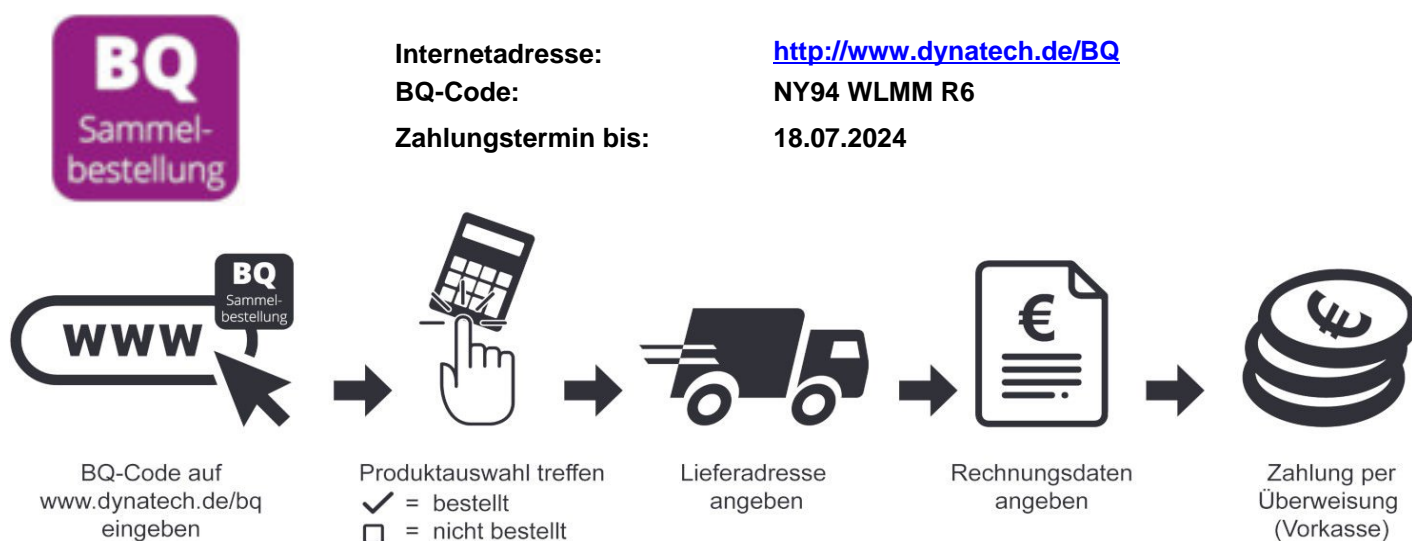 BQ
Sammel-
bestellung
Internetadresse: http://www.dynatech.de/BQ
BQ-Code: NY94 WLMM R6
Zahlungstermin bis: 18.07.2024
BQ
Sammel-
bestellung
www
€
€
BQ-Code auf
www.dynatech.de/bq
eingeben
Produktauswahl treffen
✓ = bestellt
☐ = nicht bestellt
Lieferadresse
angeben
Rechnungsdaten
angeben
Zahlung per
Überweisung
(Vorkasse)